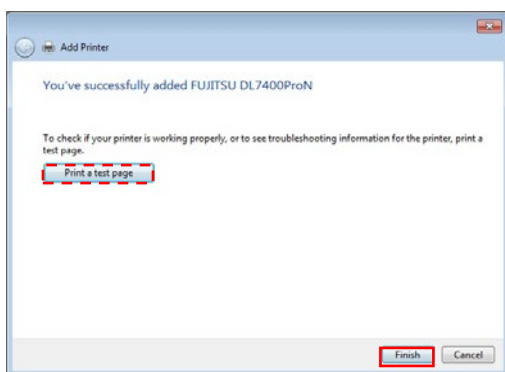 Add Printer
You've successfully added FUJITSU DL7400ProN
To check if your printer is working properly, or to see troubleshooting information for the printer, print a
test page.
Print a test page
Finish Cancel